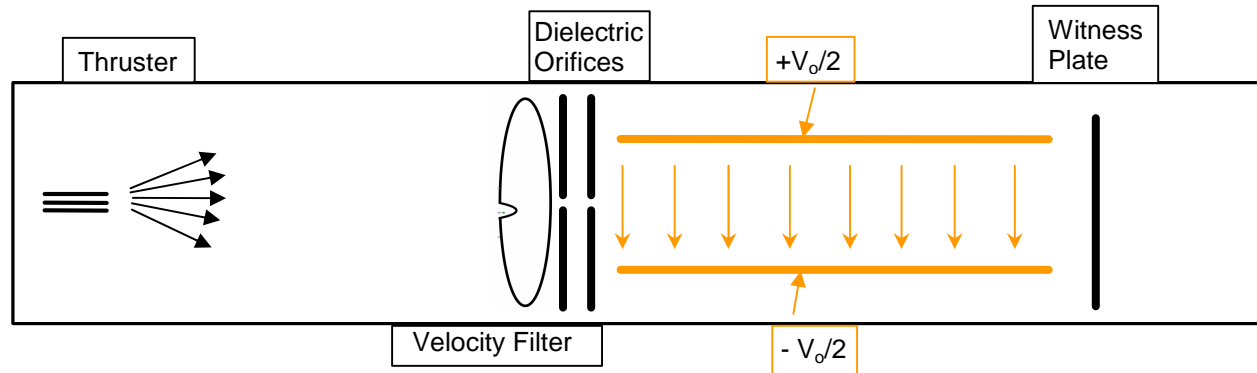 Thruster
Dielectric
Orifices
+Vo/2
Witness
Plate
Velocity Filter
- Vo/2